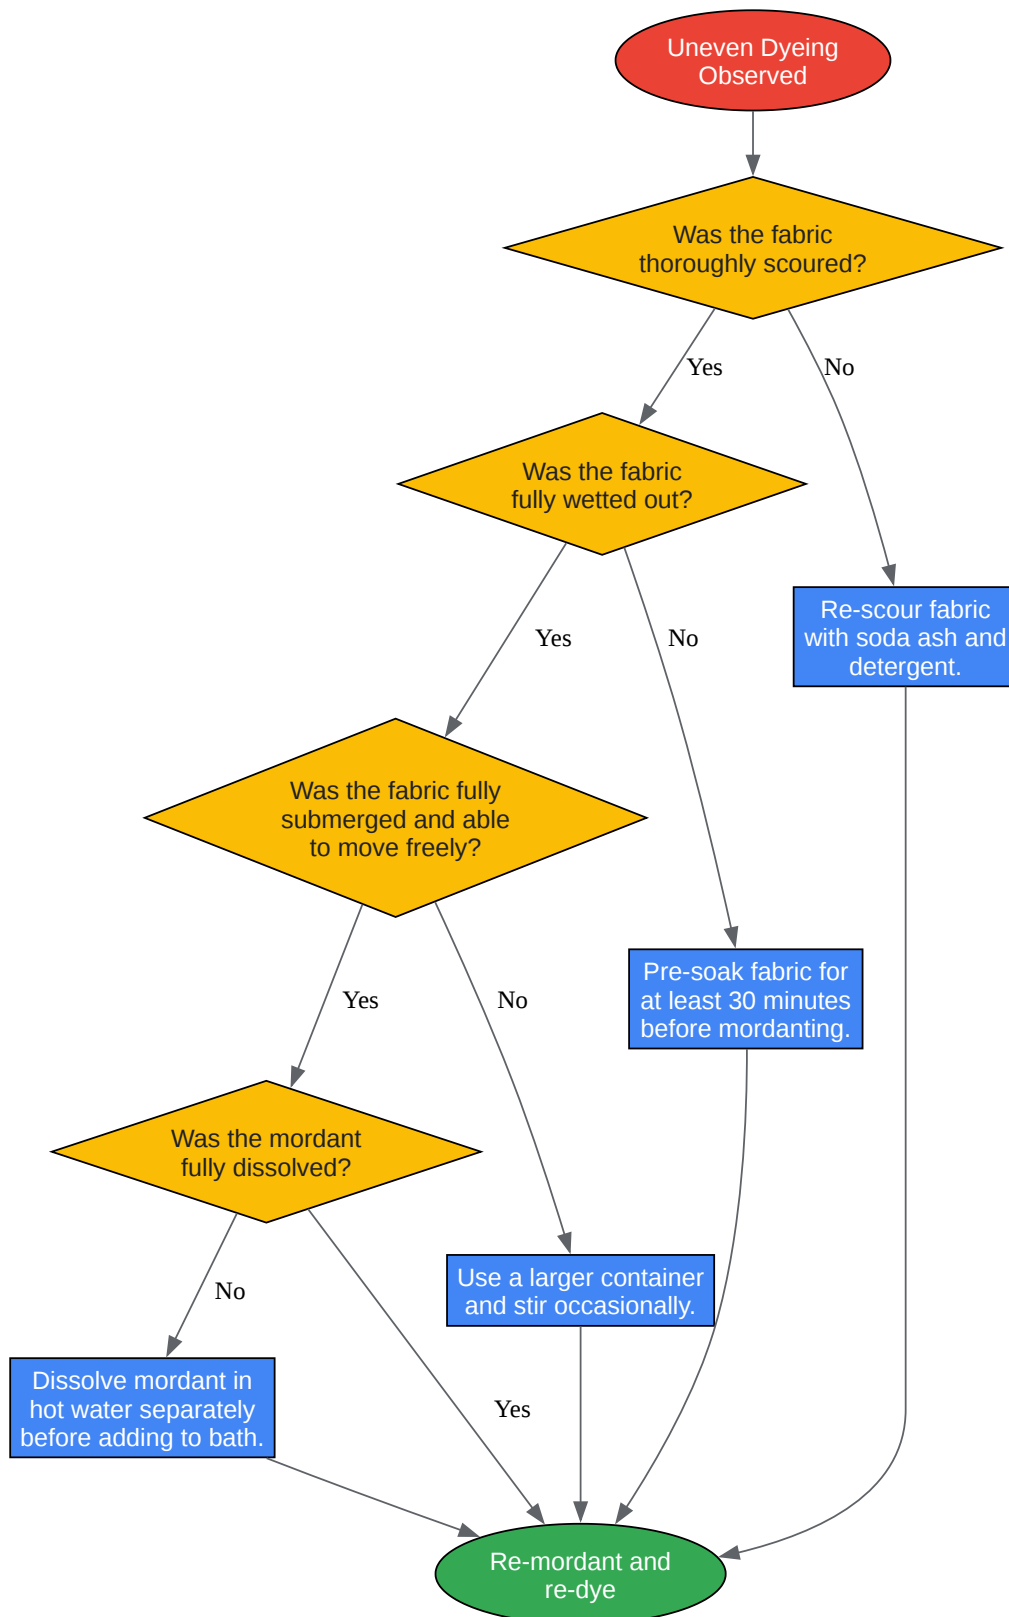 Uneven Dyeing
Observed
Was the fabric
thoroughly scoured?
Yes
No
Was the fabric
fully wetted out?
Re-scour fabric
with soda ash and
detergent.
Yes
No
Was the fabric fully
submerged and able
to move freely?
Pre-soak fabric for
at least 30 minutes
before mordanting.
Yes
No
Was the mordant
fully dissolved?
Use a larger container
and stir occasionally.
No
Dissolve mordant in
hot water separately
before adding to bath.
Yes
Re-mordant and
re-dye